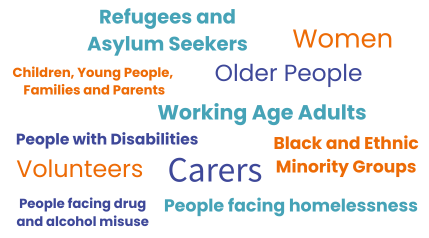 Refugees and
Asylum Seekers
Women
Children, Young People,
Families and Parents
Older People
Working Age Adults
People with Disabilities
Black and Ethnic
Minority Groups
Volunteers
Carers
People facing drug
and alcohol misuse
People facing homelessness